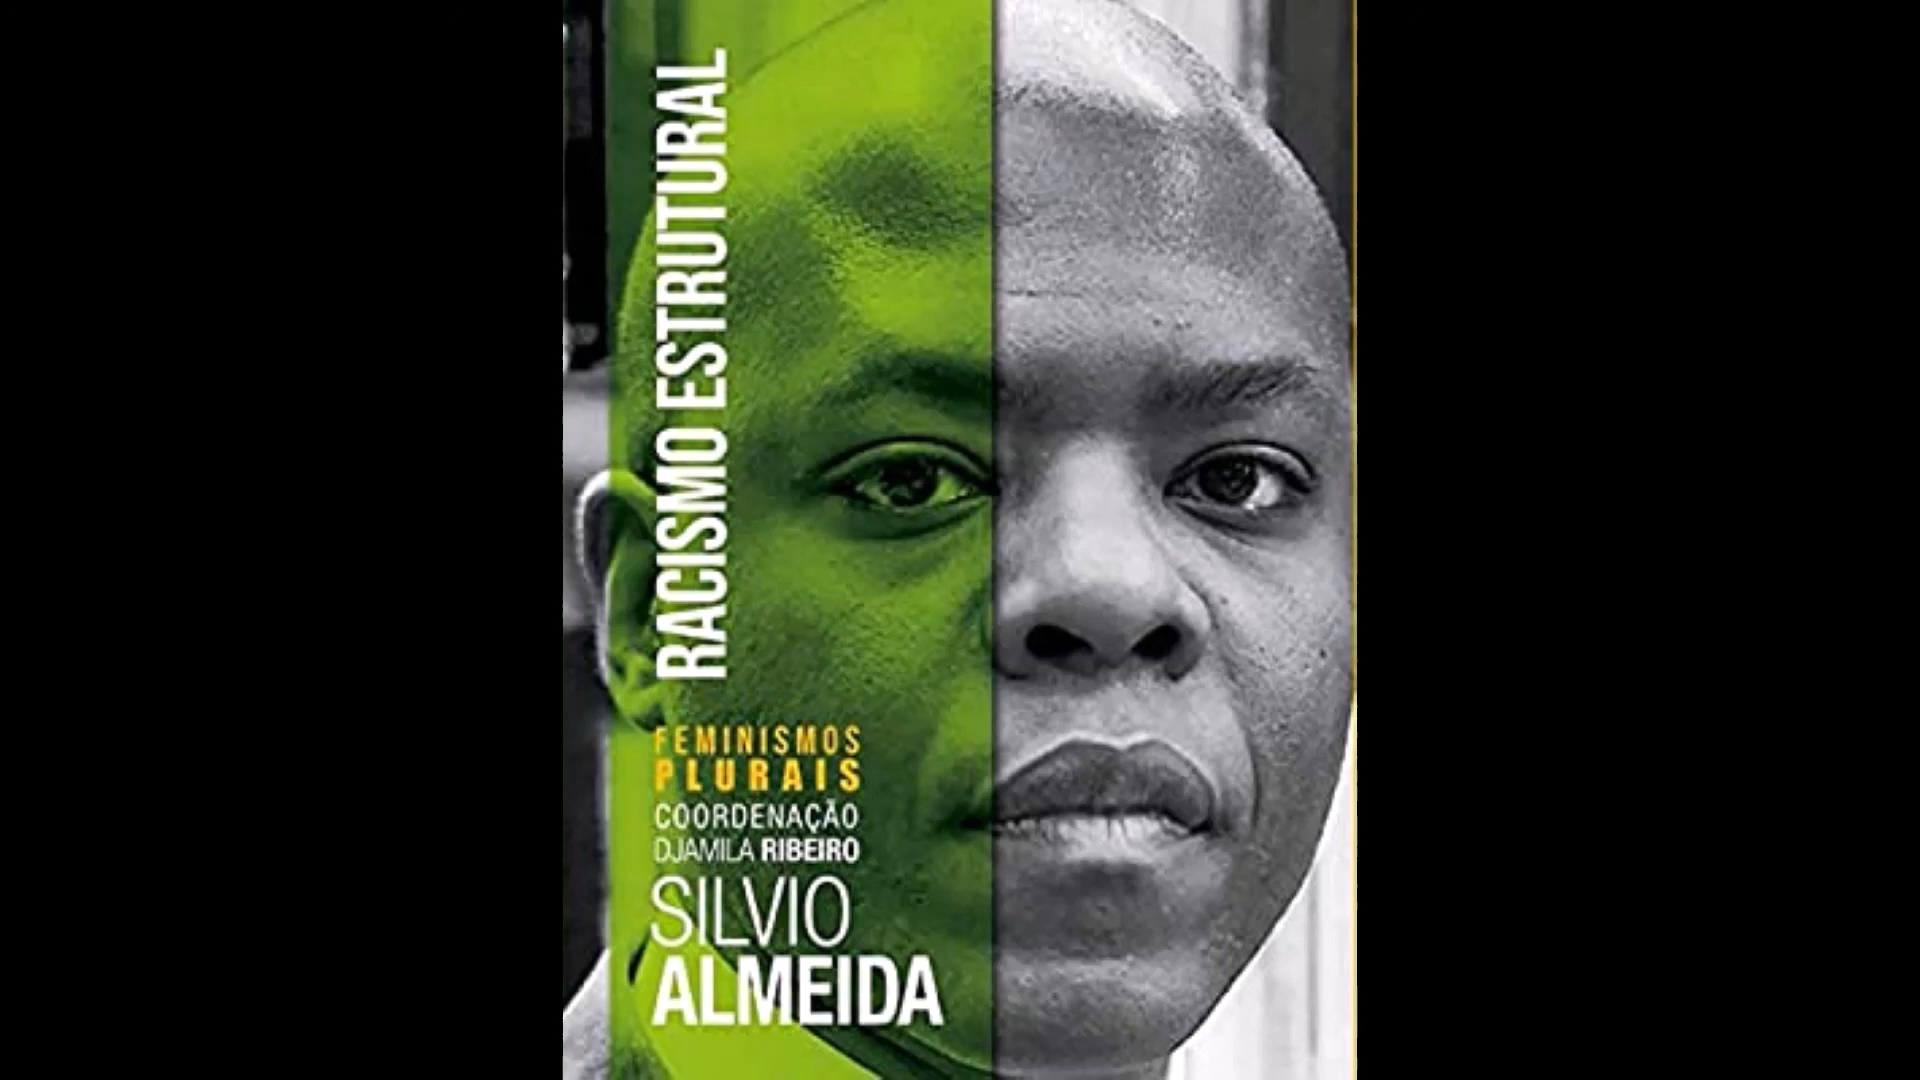 RACISMO ESTRUTURAL
FEMINISMOS
PLURAIS
COORDENAÇÃO
DJAMILA RIBEIRO
SILVIO
ALMEIDA